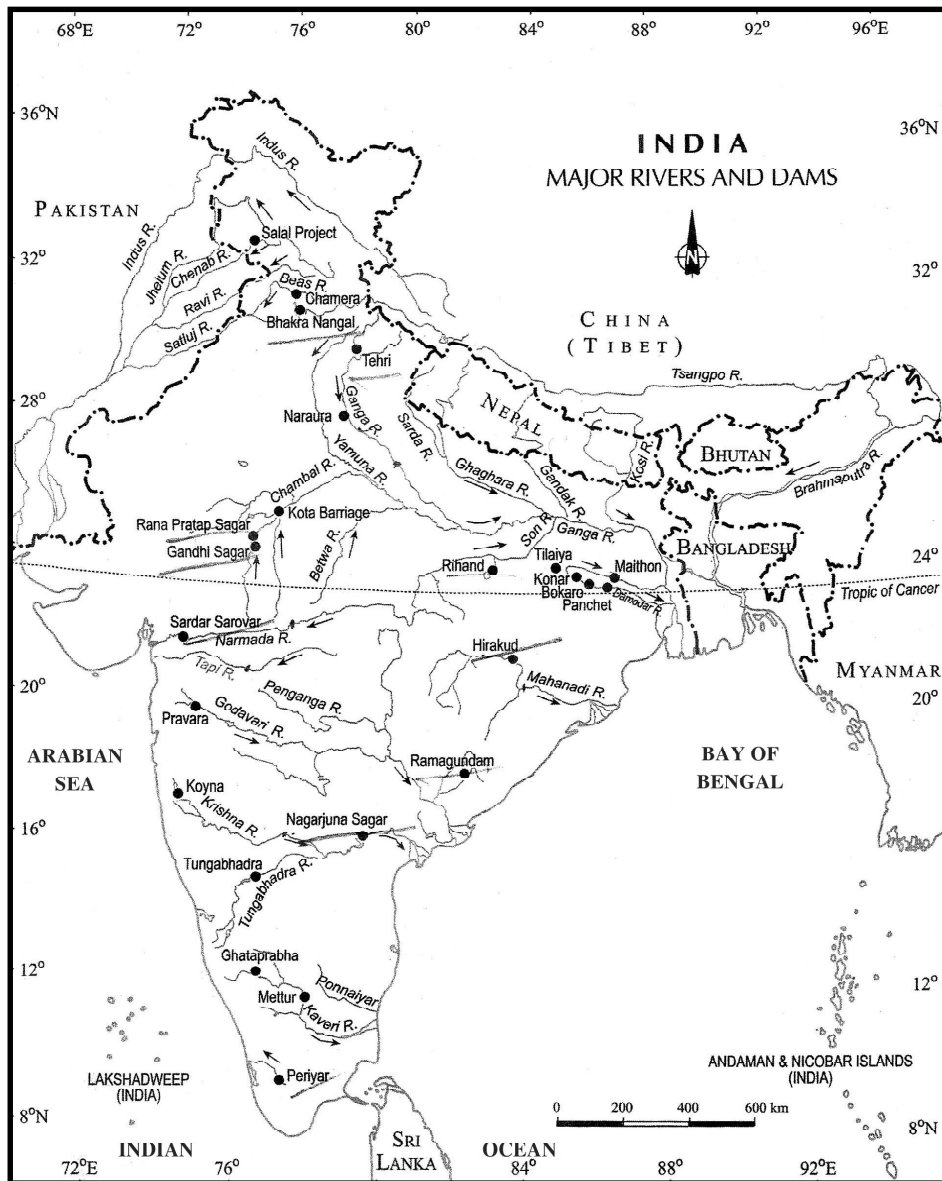 68°E
72°E
76°E
80°E
84°E
88°E
92°E
96°E
36°N
36°N
INDIA
MAJOR RIVERS AND DAMS
N
Indus R.
PAKISTAN
Indus R.
Salal Project
Jhelum R.
Chenab R.
32°N
32°N
Beas R.
Ravi R.
Chamera
Satluj R.
Bhakra Nangal
CHINA
(TIBET)
Tehri
Tsangpo R.
28°N
28°N
Naraura
Ganga R.
Sarda R.
NEPAL
Yamuna R.
Kosi R.
BHUTAN
Ghaghara R.
Gandak R.
Brahmaputra R.
Chambal R.
Kota Barriage
Rana Pratap Sagar
Gandhi Sagar
Betwa R.
Son R.
Ganga R.
BANGLADESH
Rihand
Tilaiya
Maithon
24°N
24°N
Konar
Bokaro
Panchet
Damodar R.
Tropic of Cancer
Sardar Sarovar
Narmada R.
Hirakud
Tapi R.
MYANMAR
20°N
20°N
Penganga R.
Mahanadi R.
Godavari R.
Pravara
ARABIAN
SEA
Ramagundam
BAY OF
BENGAL
Koyna
Krishna R.
Nagarjuna Sagar
16°N
16°N
Tungabhadra
Tungabhadra R.
Ghataprabha
12°N
12°N
Ponnaiyar
Mettur
Kaveri R.
Periyar
LAKSHADWEEP
(INDIA)
ANDAMAN & NICOBAR ISLANDS
(INDIA)
8°N
8°N
0 200 400 600 km
INDIAN
OCEAN
SRI
LANKA
72°E
76°E
84°E
88°E
92°E